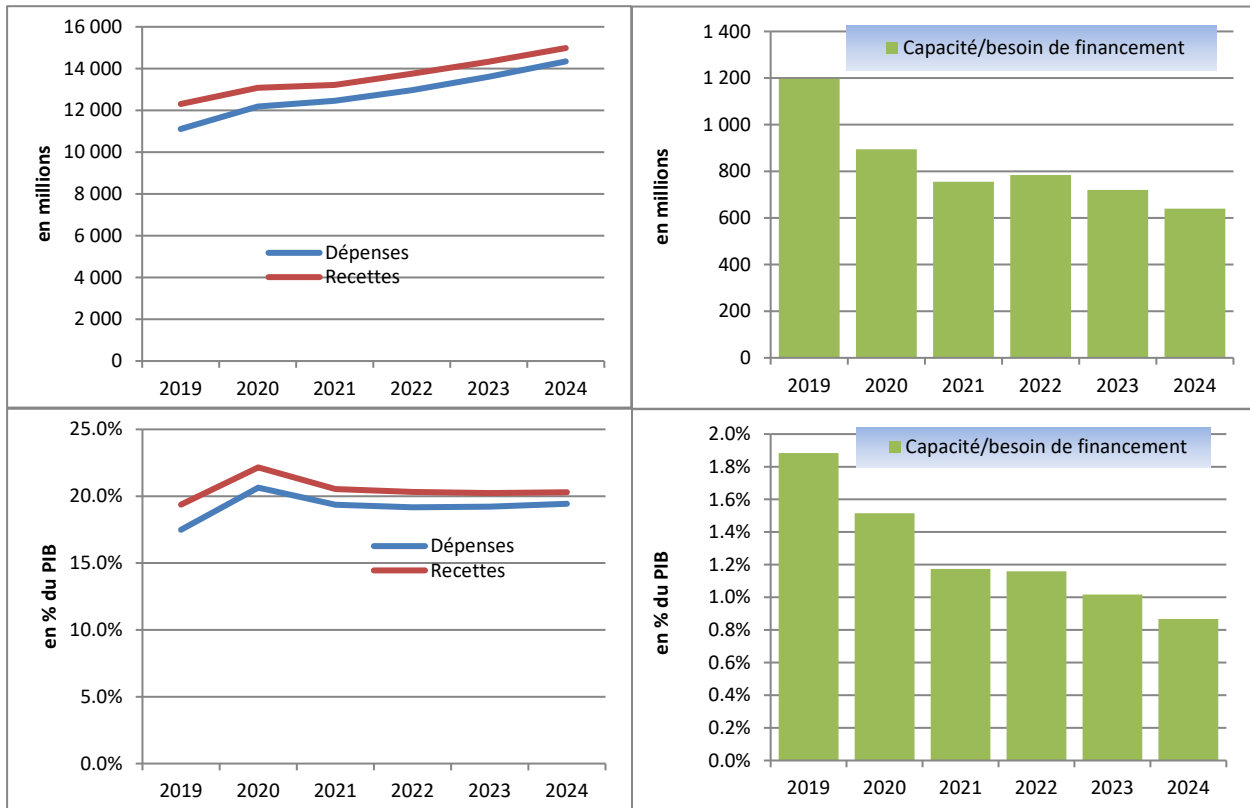 16 000
14 000
12 000
10 000
8 000
6 000
4 000
2 000
0
en millions
Dépenses
Recettes
2019 2020 2021 2022 2023 2024
1 400
1 200
1 000
800
600
400
200
0
en millions
Capacité/besoin de financement
2019 2020 2021 2022 2023 2024
25.0%
20.0%
15.0%
10.0%
5.0%
0.0%
en % du PIB
Dépenses
Recettes
2019 2020 2021 2022 2023 2024
2.0%
1.8%
1.6%
1.4%
1.2%
1.0%
0.8%
0.6%
0.4%
0.2%
0.0%
en % du PIB
Capacité/besoin de financement
2019 2020 2021 2022 2023 2024